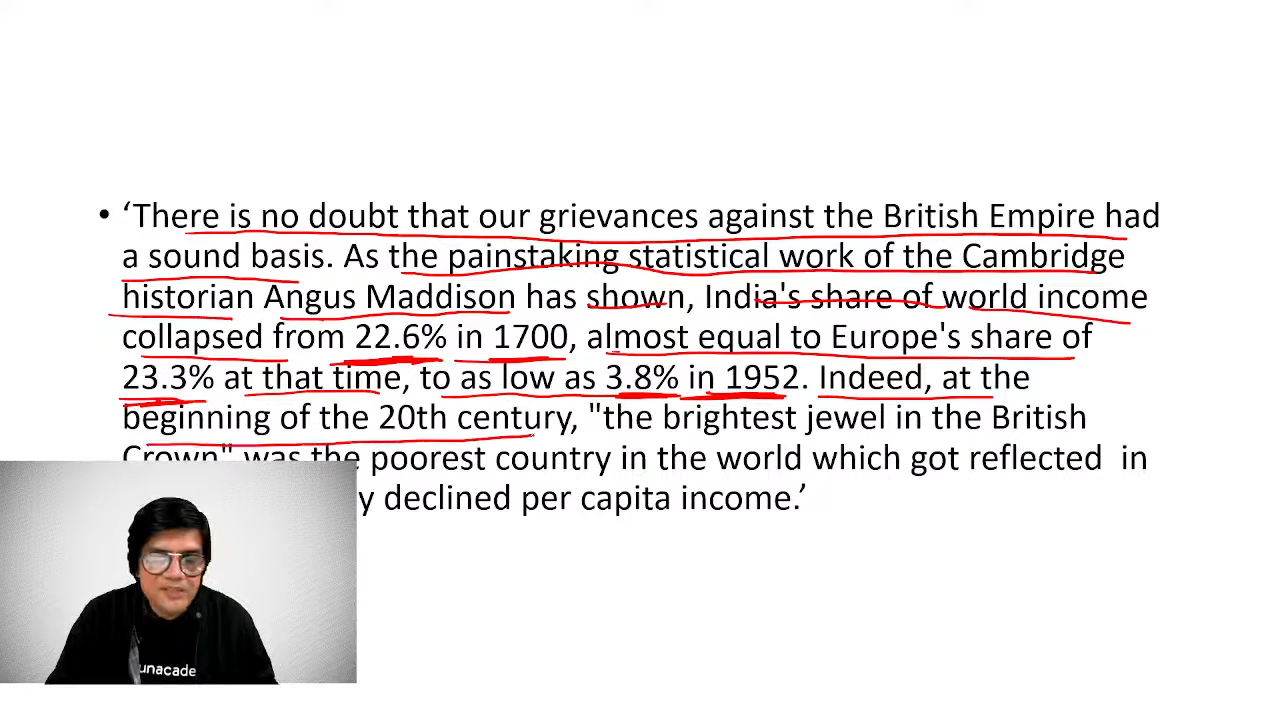 • ‘There is no doubt that our grievances against the British Empire had
a sound basis. As the painstaking statistical work of the Cambridge
historian Angus Maddison has shown, India's share of world income
collapsed from 22.6% in 1700, almost equal to Europe's share of
23.3% at that time, to as low as 3.8% in 1952. Indeed, at the
beginning of the 20th century, "the brightest jewel in the British
Crown" was the poorest country in the world which got reflected in
y declined per capita income.’
unacade